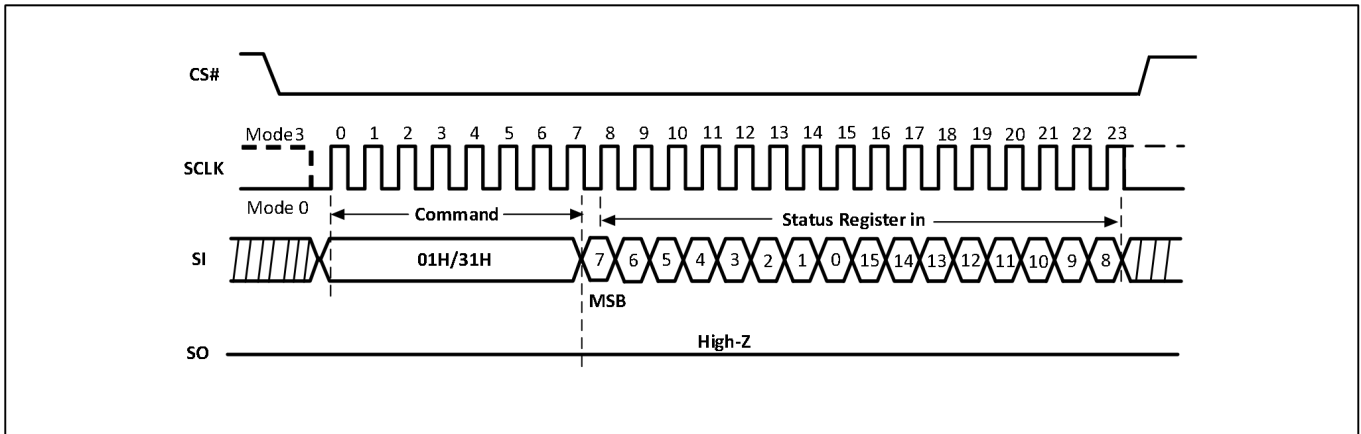 CS#
Mode3 0 1 2 3 4 5 6 7 8 9 10 11 12 13 14 15 16 17 18 19 20 21 22 23
SCLK
Mode 0 Command Status Register in
SI 01H/31H 7 6 5 4 3 2 1 0 15 14 13 12 11 10 9 8
MSB
High-Z
SO